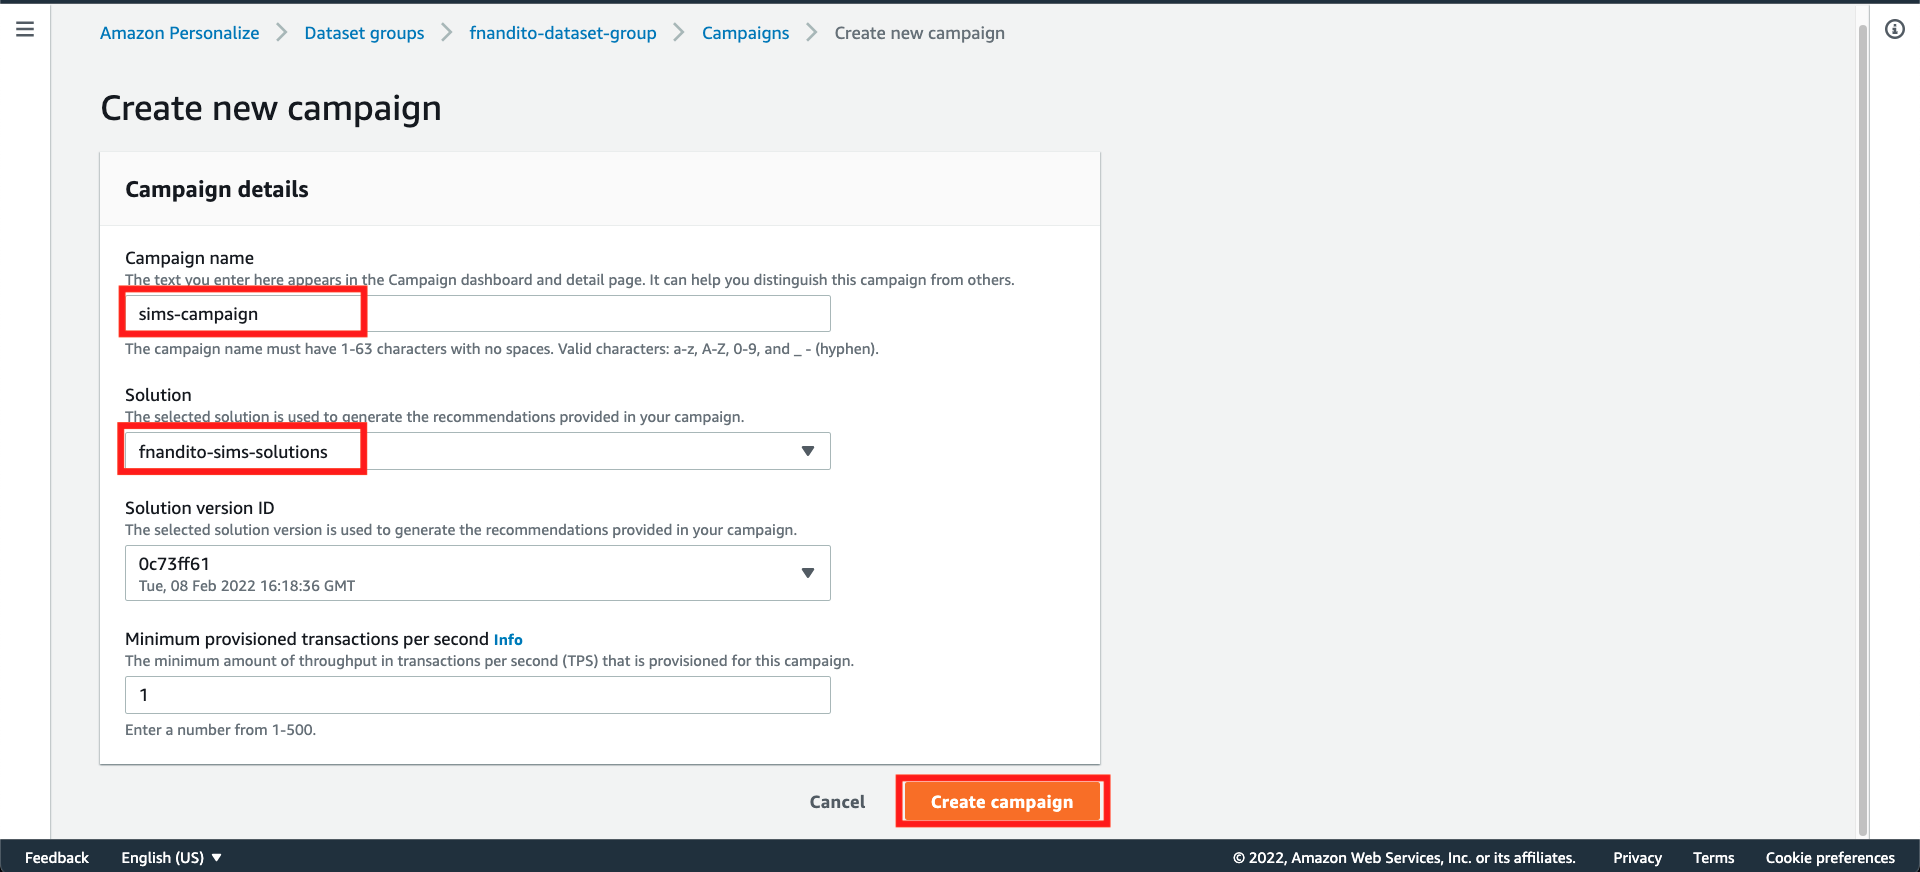 Amazon Personalize > Dataset groups > fnandito-dataset-group > Campaigns > Create new campaign
Create new campaign
Campaign details
Campaign name
The text you enter here appears in the Campaign dashboard and detail page. It can help you distinguish this campaign from others.
sims-campaign
The campaign name must have 1-63 characters with no spaces. Valid characters: a-z, A-Z, 0-9, and _ - (hyphen).
Solution
The selected solution is used to generate the recommendations provided in your campaign.
fnandito-sims-solutions
Solution version ID
The selected solution version is used to generate the recommendations provided in your campaign.
0c73ff61
Tue, 08 Feb 2022 16:18:36 GMT
Minimum provisioned transactions per second Info
The minimum amount of throughput in transactions per second (TPS) that is provisioned for this campaign.
1
Enter a number from 1-500.
Cancel Create campaign
Feedback English (US) © 2022, Amazon Web Services, Inc. or its affiliates. Privacy Terms Cookie preferences